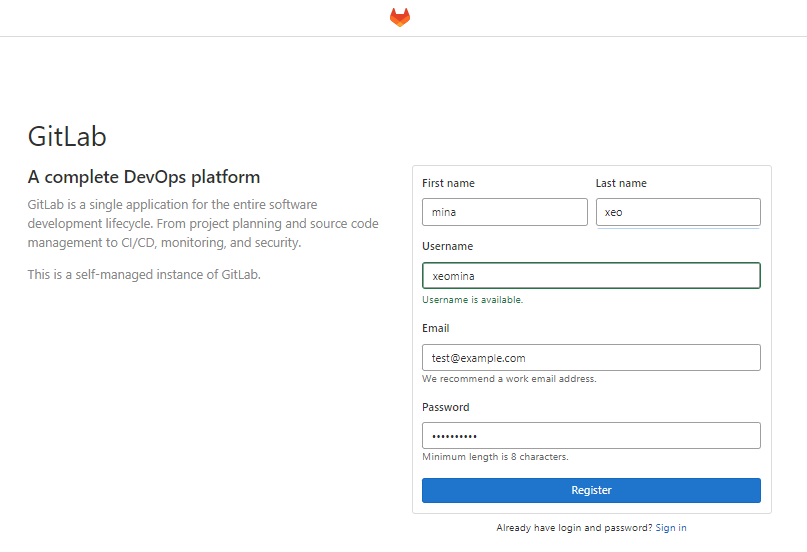 GitLab
A complete DevOps platform
GitLab is a single application for the entire software
development lifecycle. From project planning and source code
management to CI/CD, monitoring, and security.
This is a self-managed instance of GitLab.
First name
Last name
mina
xeo
Username
xeomina
Username is available.
Email
test@example.com
We recommend a work email address.
Password
••••••••••
Minimum length is 8 characters.
Register
Already have login and password? Sign in